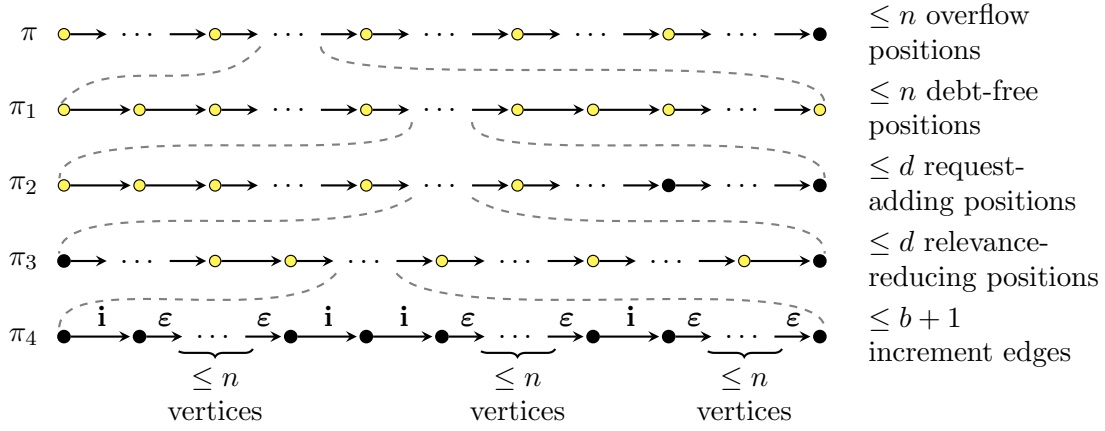 π ... ... ≤ n overflow
positions
π₁ ... ... ... ≤ n debt-free
positions
π₂ ... ... ... ≤ d request-
adding positions
π₃ ... ... ... ... ≤ d relevance-
reducing positions
i ε ε i i ε ε i ε ε
π₄ ... ... ... ≤ b + 1
increment edges
≤ n ≤ n ≤ n
vertices vertices vertices